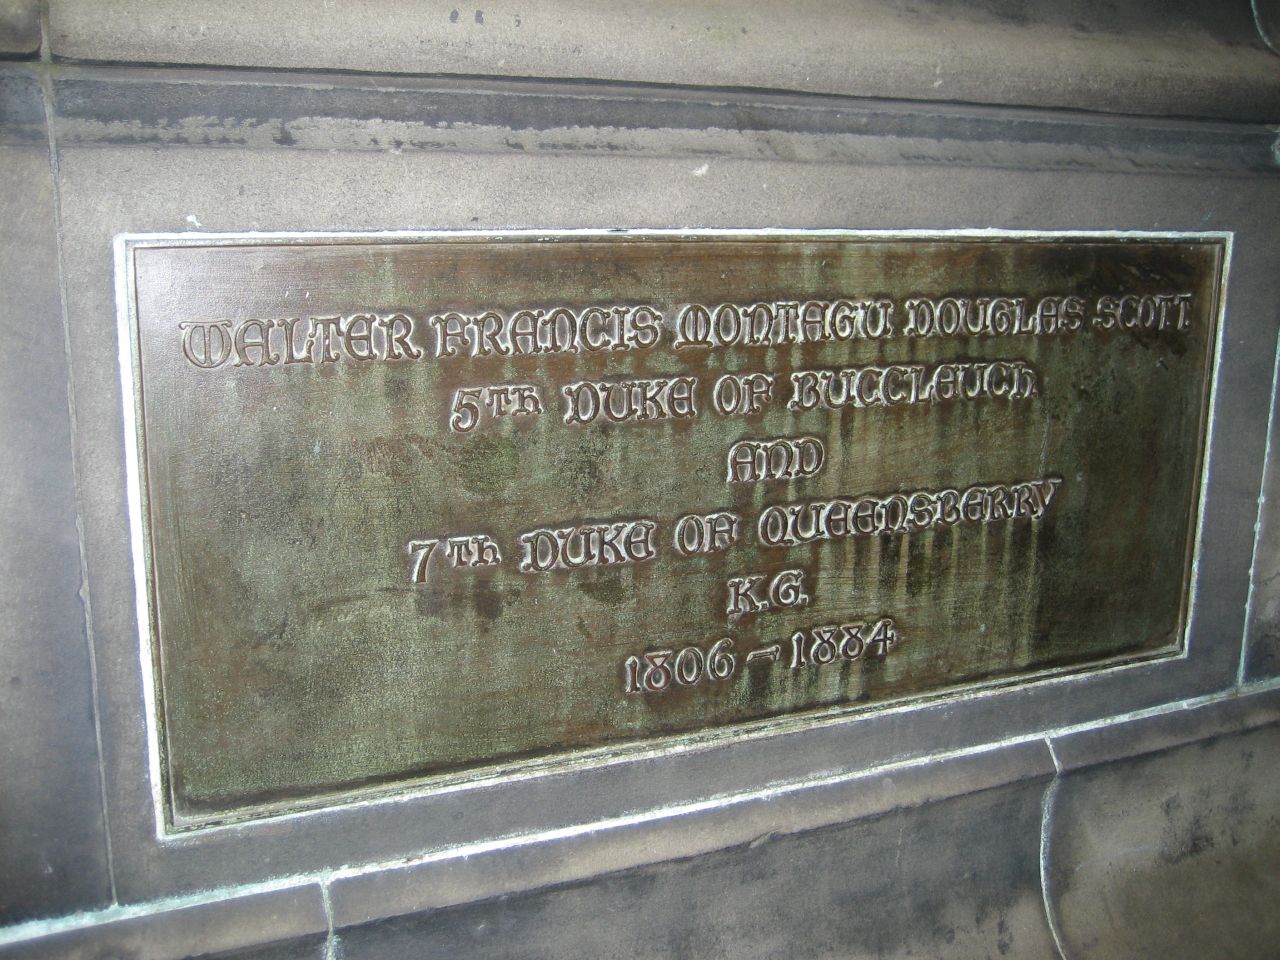 WALTER FRANCIS MONTAGU DOUGLAS SCOTT
5TH DUKE OF BUCCLEUCH
AND
7TH DUKE OF QUEENSBERRY
K.G.
1806-1884